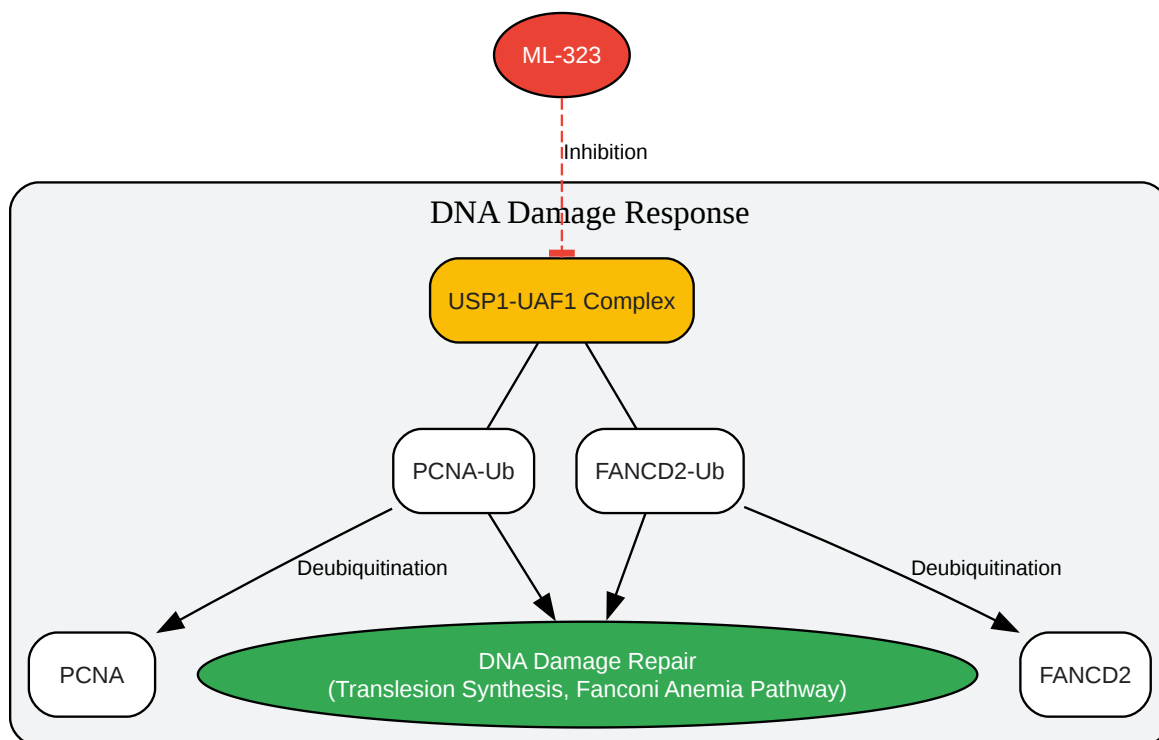 ML-323
Inhibition
DNA Damage Response
USP1-UAF1 Complex
PCNA-Ub
FANCD2-Ub
Deubiquitination
Deubiquitination
PCNA
DNA Damage Repair
(Translesion Synthesis, Fanconi Anemia Pathway)
FANCD2